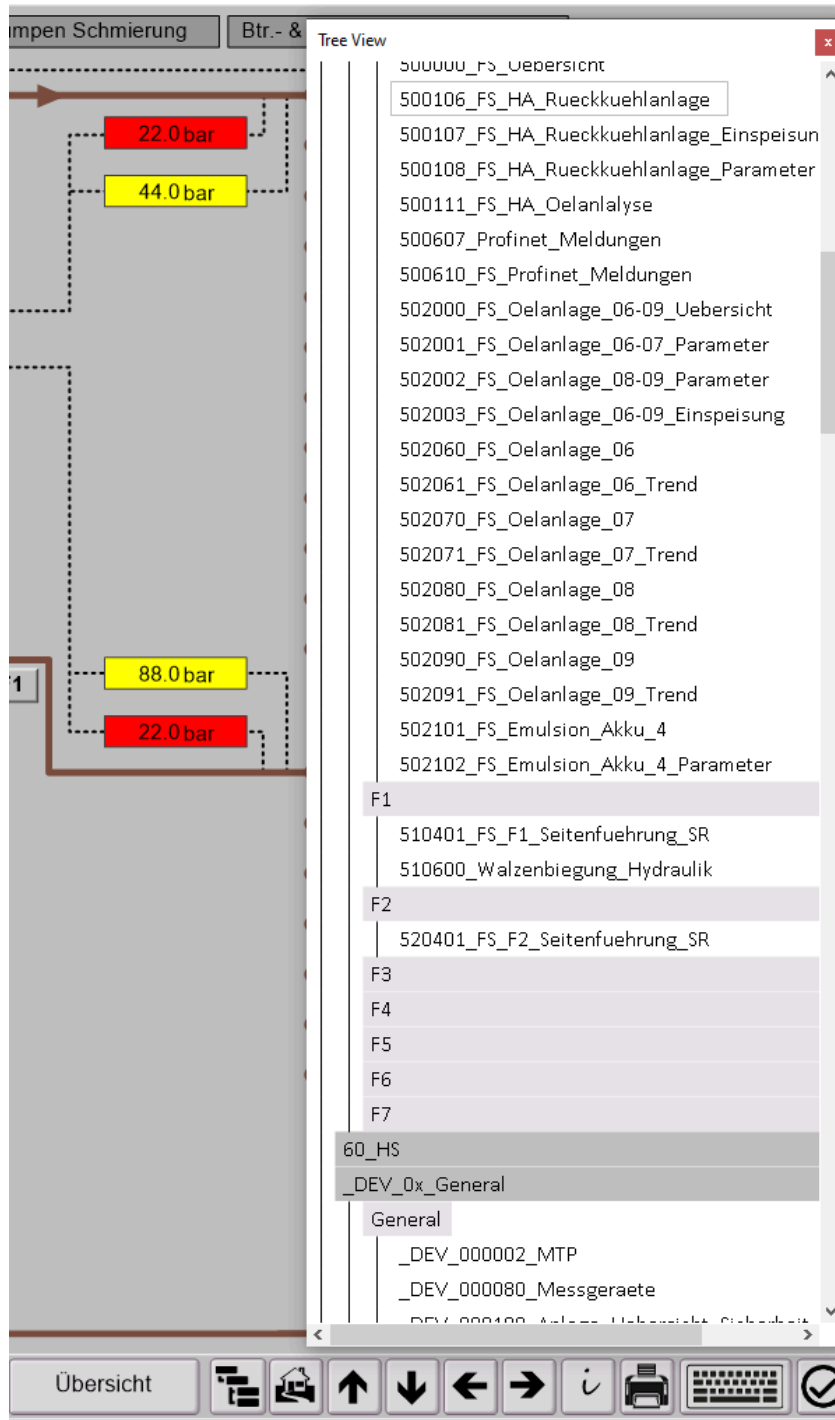 mpen Schmierung
Btr.- &
Tree View
x
500000_FS_Uebersicht
500106_FS_HA_Rueckkuehlanlage
500107_FS_HA_Rueckkuehlanlage_Einspeisun
500108_FS_HA_Rueckkuehlanlage_Parameter
500111_FS_HA_Oelanlalyse
500607_Profinet_Meldungen
500610_FS_Profinet_Meldungen
502000_FS_Oelanlage_06-09_Uebersicht
502001_FS_Oelanlage_06-07_Parameter
502002_FS_Oelanlage_08-09_Parameter
502003_FS_Oelanlage_06-09_Einspeisung
502060_FS_Oelanlage_06
502061_FS_Oelanlage_06_Trend
502070_FS_Oelanlage_07
502071_FS_Oelanlage_07_Trend
502080_FS_Oelanlage_08
502081_FS_Oelanlage_08_Trend
502090_FS_Oelanlage_09
502091_FS_Oelanlage_09_Trend
502101_FS_Emulsion_Akku_4
502102_FS_Emulsion_Akku_4_Parameter
F1
510401_FS_F1_Seitenfuehrung_SR
510600_Walzenbiegung_Hydraulik
F2
520401_FS_F2_Seitenfuehrung_SR
F3
F4
F5
F6
F7
60_HS
_DEV_0x_General
General
_DEV_000002_MTP
_DEV_000080_Messgeraete
22.0 bar
44.0 bar
88.0 bar
22.0 bar
1
Übersicht
i